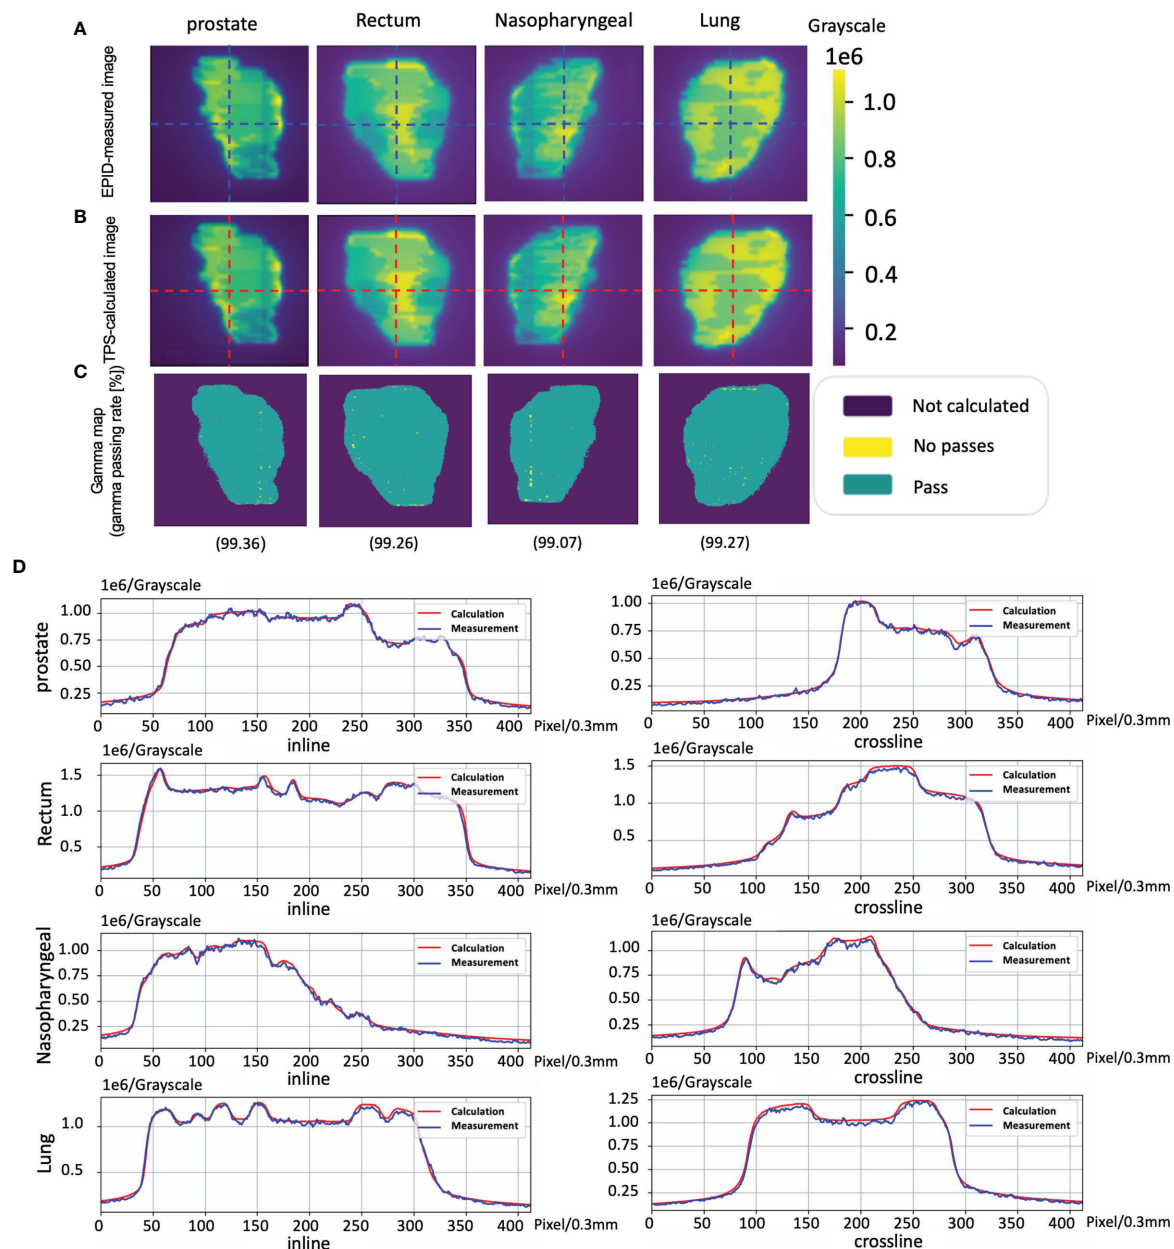 A
prostate
Rectum
Nasopharyngeal
Lung
Grayscale
1e6
EPID-measured image
1.0
0.8
0.6
0.4
0.2
B
TPS-calculated image
C
Gamma map
(gamma passing rate [%])
Not calculated
No passes
Pass
(99.36)
(99.26)
(99.07)
(99.27)
D
prostate
1e6/Grayscale
1.00
0.75
0.50
0.25
Calculation
Measurement
0 50 100 150 200 250 300 350 400
Pixel/0.3mm
inline
1e6/Grayscale
1.00
0.75
0.50
0.25
Calculation
Measurement
0 50 100 150 200 250 300 350 400
Pixel/0.3mm
crossline
Rectum
1e6/Grayscale
1.5
1.0
0.5
Calculation
Measurement
0 50 100 150 200 250 300 350 400
Pixel/0.3mm
inline
1e6/Grayscale
1.5
1.0
0.5
Calculation
Measurement
0 50 100 150 200 250 300 350 400
Pixel/0.3mm
crossline
Nasopharyngeal
1e6/Grayscale
1.00
0.75
0.50
0.25
Calculation
Measurement
0 50 100 150 200 250 300 350 400
Pixel/0.3mm
inline
1e6/Grayscale
1.00
0.75
0.50
0.25
Calculation
Measurement
0 50 100 150 200 250 300 350 400
Pixel/0.3mm
crossline
Lung
1e6/Grayscale
1.0
0.5
Calculation
Measurement
0 50 100 150 200 250 300 350 400
Pixel/0.3mm
inline
1e6/Grayscale
1.25
1.00
0.75
0.50
0.25
Calculation
Measurement
0 50 100 150 200 250 300 350 400
Pixel/0.3mm
crossline